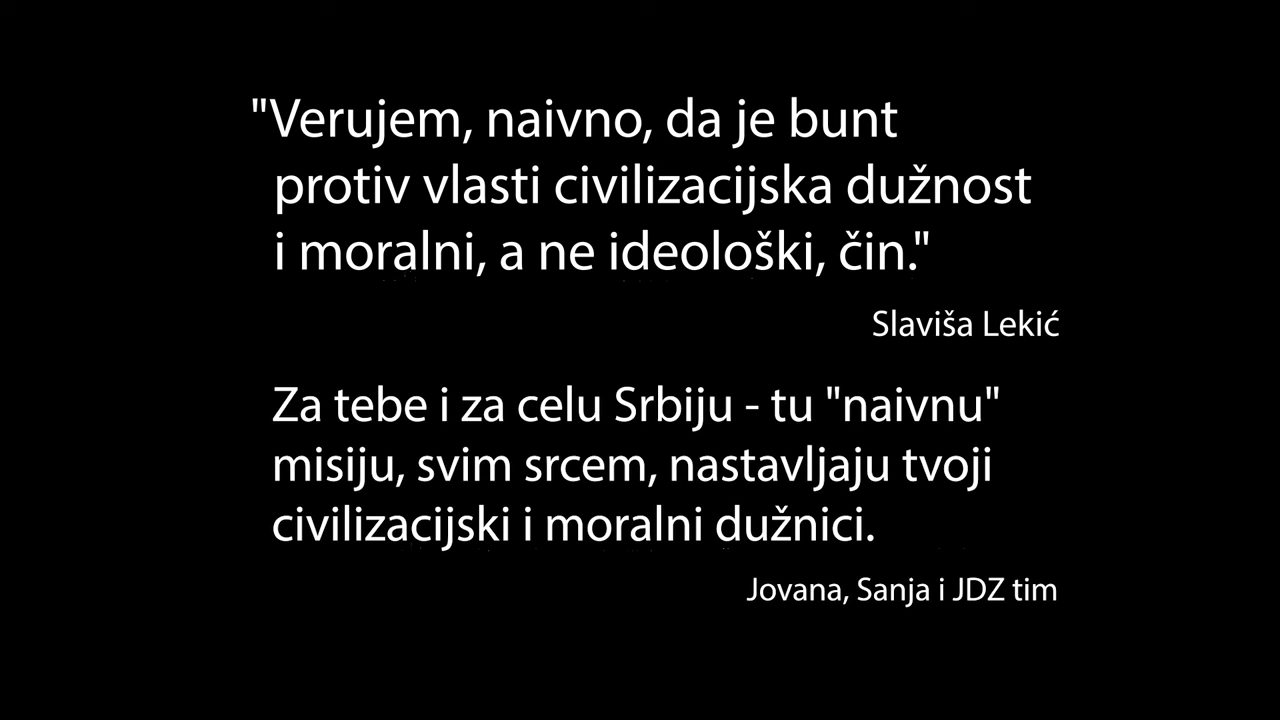 "Verujem, naivno, da je bunt
protiv vlasti civilizacijska dužnost
i moralni, a ne ideološki, čin."
Slaviša Lekić
Za tebe i za celu Srbiju - tu "naivnu"
misiju, svim srcem, nastavljaju tvoji
civilizacijski i moralni dužnici.
Jovana, Sanja i JDZ tim